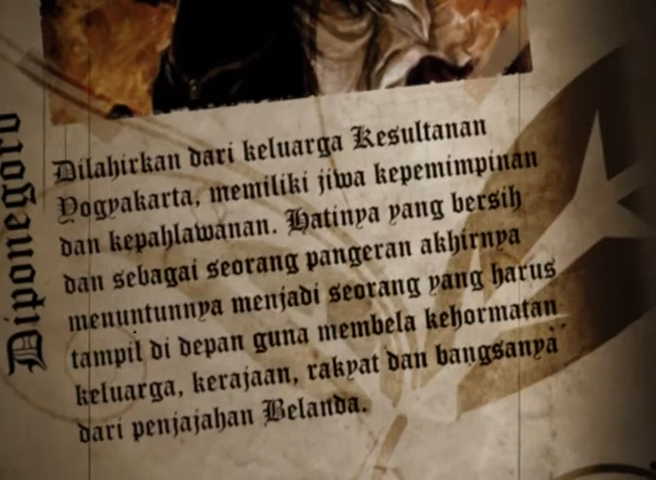 Diponegoro
Dilahirkan dari keluarga Kesultanan
Yogyakarta, memiliki jiwa kepemimpinan
dan kepahlawanan. Hatinya yang bersih
dan sebagai seorang pangeran akhirnya
menuntunnya menjadi seorang yang harus
tampil di depan guna membela kehormatan
keluarga, kerajaan, rakyat dan bangsanya
dari penjajahan Belanda.